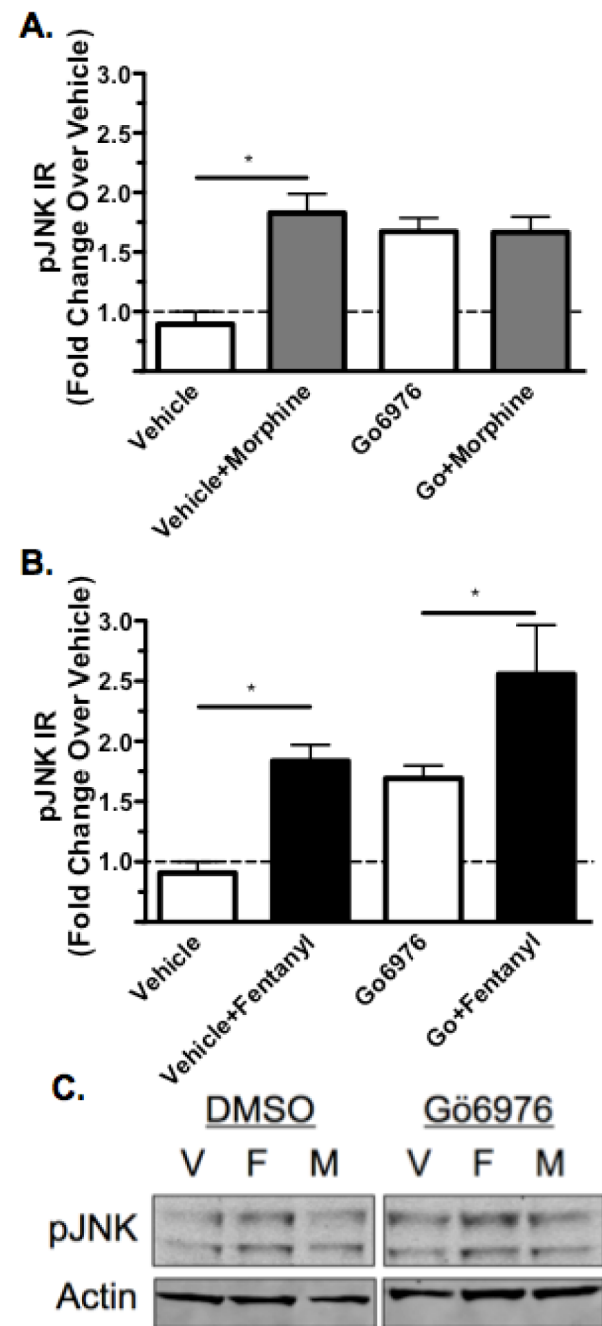 A.
pJNK IR
(Fold Change Over Vehicle)
3.0
2.5
2.0
1.5
1.0
*
Vehicle
Vehicle+Morphine
Go6976
Go+Morphine
B.
pJNK IR
(Fold Change Over Vehicle)
3.0
2.5
2.0
1.5
1.0
*
*
Vehicle
Vehicle+Fentanyl
Go6976
Go+Fentanyl
C.
DMSO Gö6976
V F M V F M
pJNK
Actin